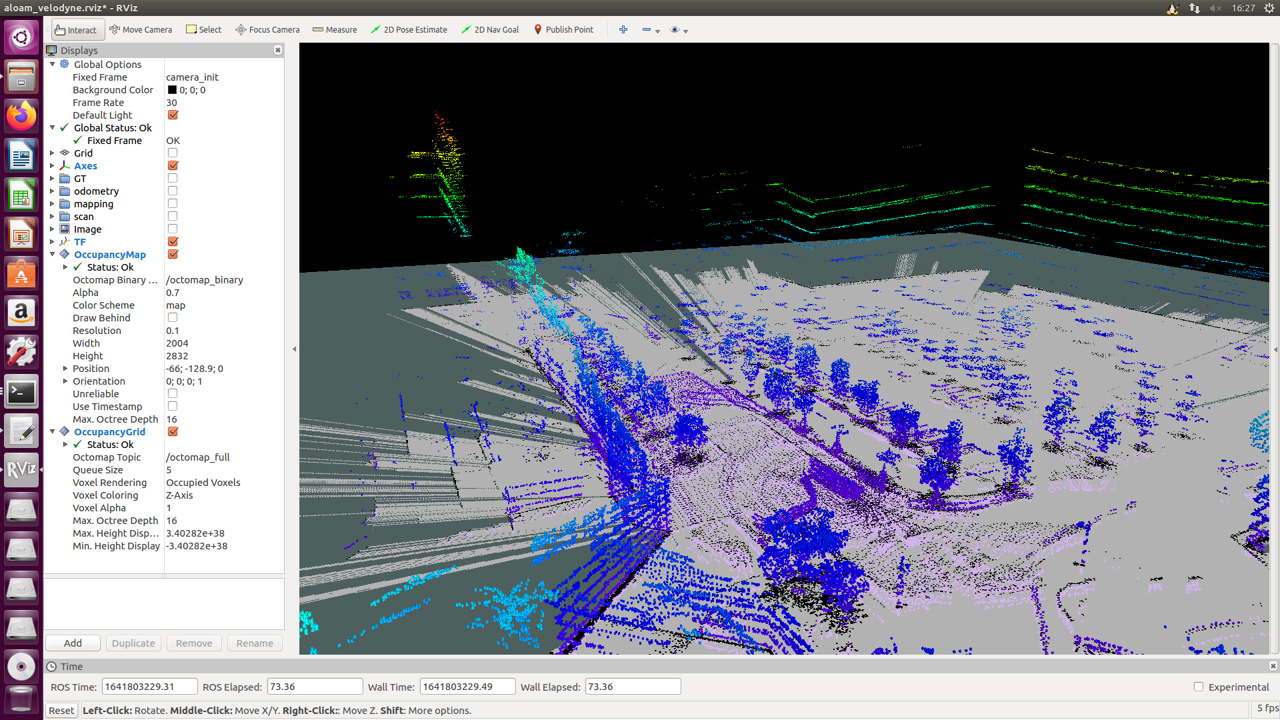 aloam_velodyne.rviz* - RViz
16:27
Interact Move Camera Select Focus Camera Measure 2D Pose Estimate 2D Nav Goal Publish Point
Displays
Global Options
Fixed Frame camera_init
Background Color 0; 0; 0
Frame Rate 30
Default Light
Global Status: Ok
Fixed Frame OK
Grid
Axes
GT
odometry
mapping
scan
Image
TF
OccupancyMap
Status: Ok
Octomap Binary ... /octomap_binary
Alpha 0.7
Color Scheme map
Draw Behind
Resolution 0.1
Width 2004
Height 2832
Position -66; -128.9; 0
Orientation 0; 0; 0; 1
Unreliable
Use Timestamp
Max. Octree Depth 16
OccupancyGrid
Status: Ok
Octomap Topic /octomap_full
Queue Size 5
Voxel Rendering Occupied Voxels
Voxel Coloring Z-Axis
Voxel Alpha 1
Max. Octree Depth 16
Max. Height Disp... 3.40282e+38
Min. Height Display -3.40282e+38
Add Duplicate Remove Rename
Time
ROS Time: 1641803229.31 ROS Elapsed: 73.36 Wall Time: 1641803229.49 Wall Elapsed: 73.36 Experimental
Reset Left-Click: Rotate. Middle-Click: Move X/Y. Right-Click:: Move Z. Shift: More options. 5 fps
RViz
a